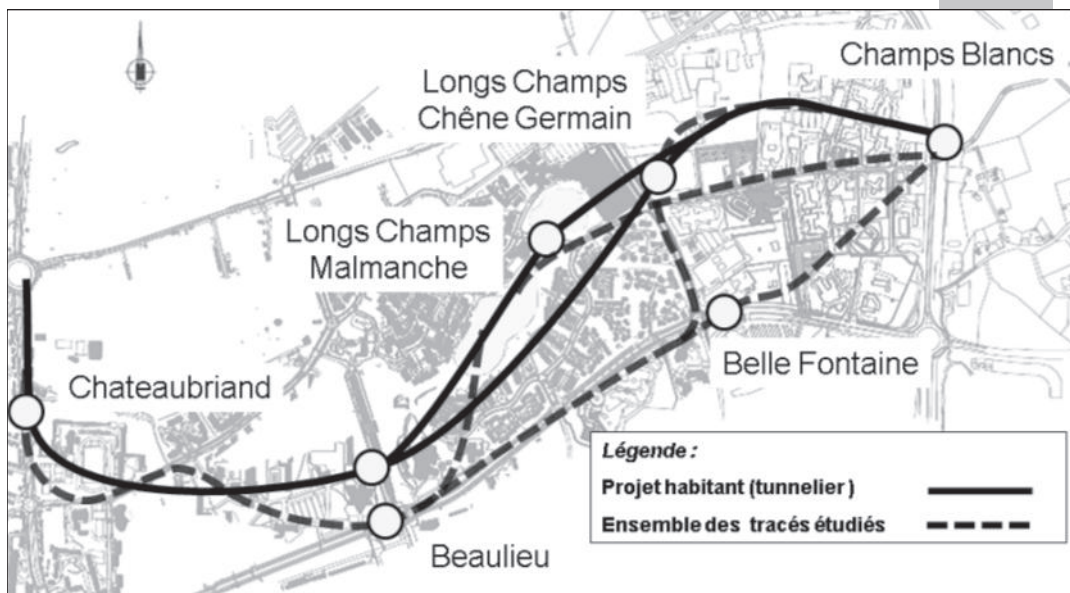 Champs Blancs
Longs Champs
Chêne Germain
Longs Champs
Malmanche
Chateaubriand
Belle Fontaine
Beaulieu
Légende :
Projet habitant (tunnelier)
Ensemble des tracés étudiés